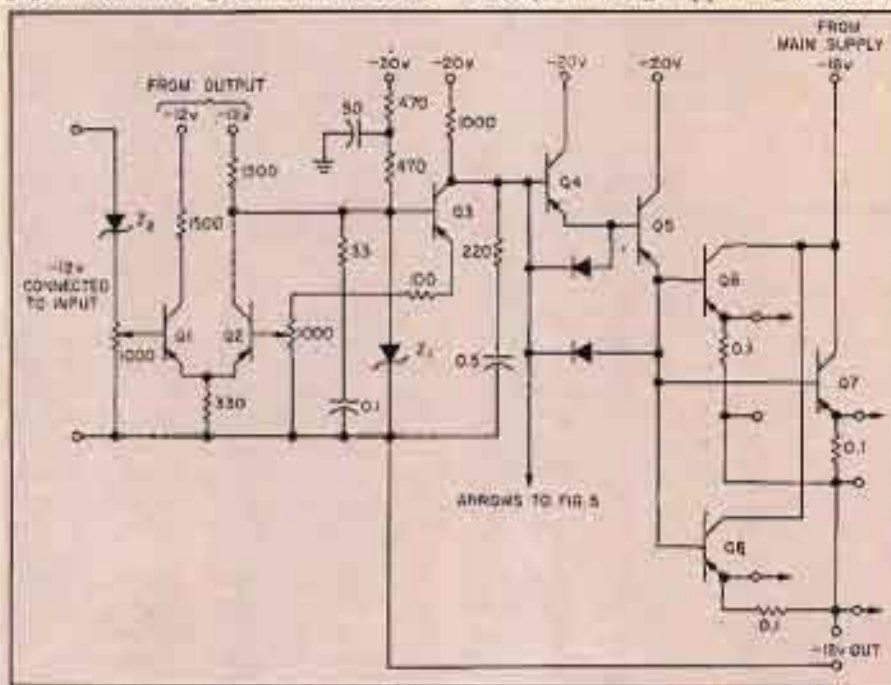 FROM
MAIN SUPPLY
-18v
FROM OUTPUT
-12v
-12v
-20v
-20v
-20v
-20v
470
50
470
1000
1500
1500
Z2
-12v
CONNECTED
TO INPUT
1000
Q1
Q2
1000
330
33
0.1
100
Z1
Q3
220
0.5
Q4
Q5
Q8
0.1
Q7
0.1
ARROWS TO FIG 5
Q6
0.1
-18v OUT